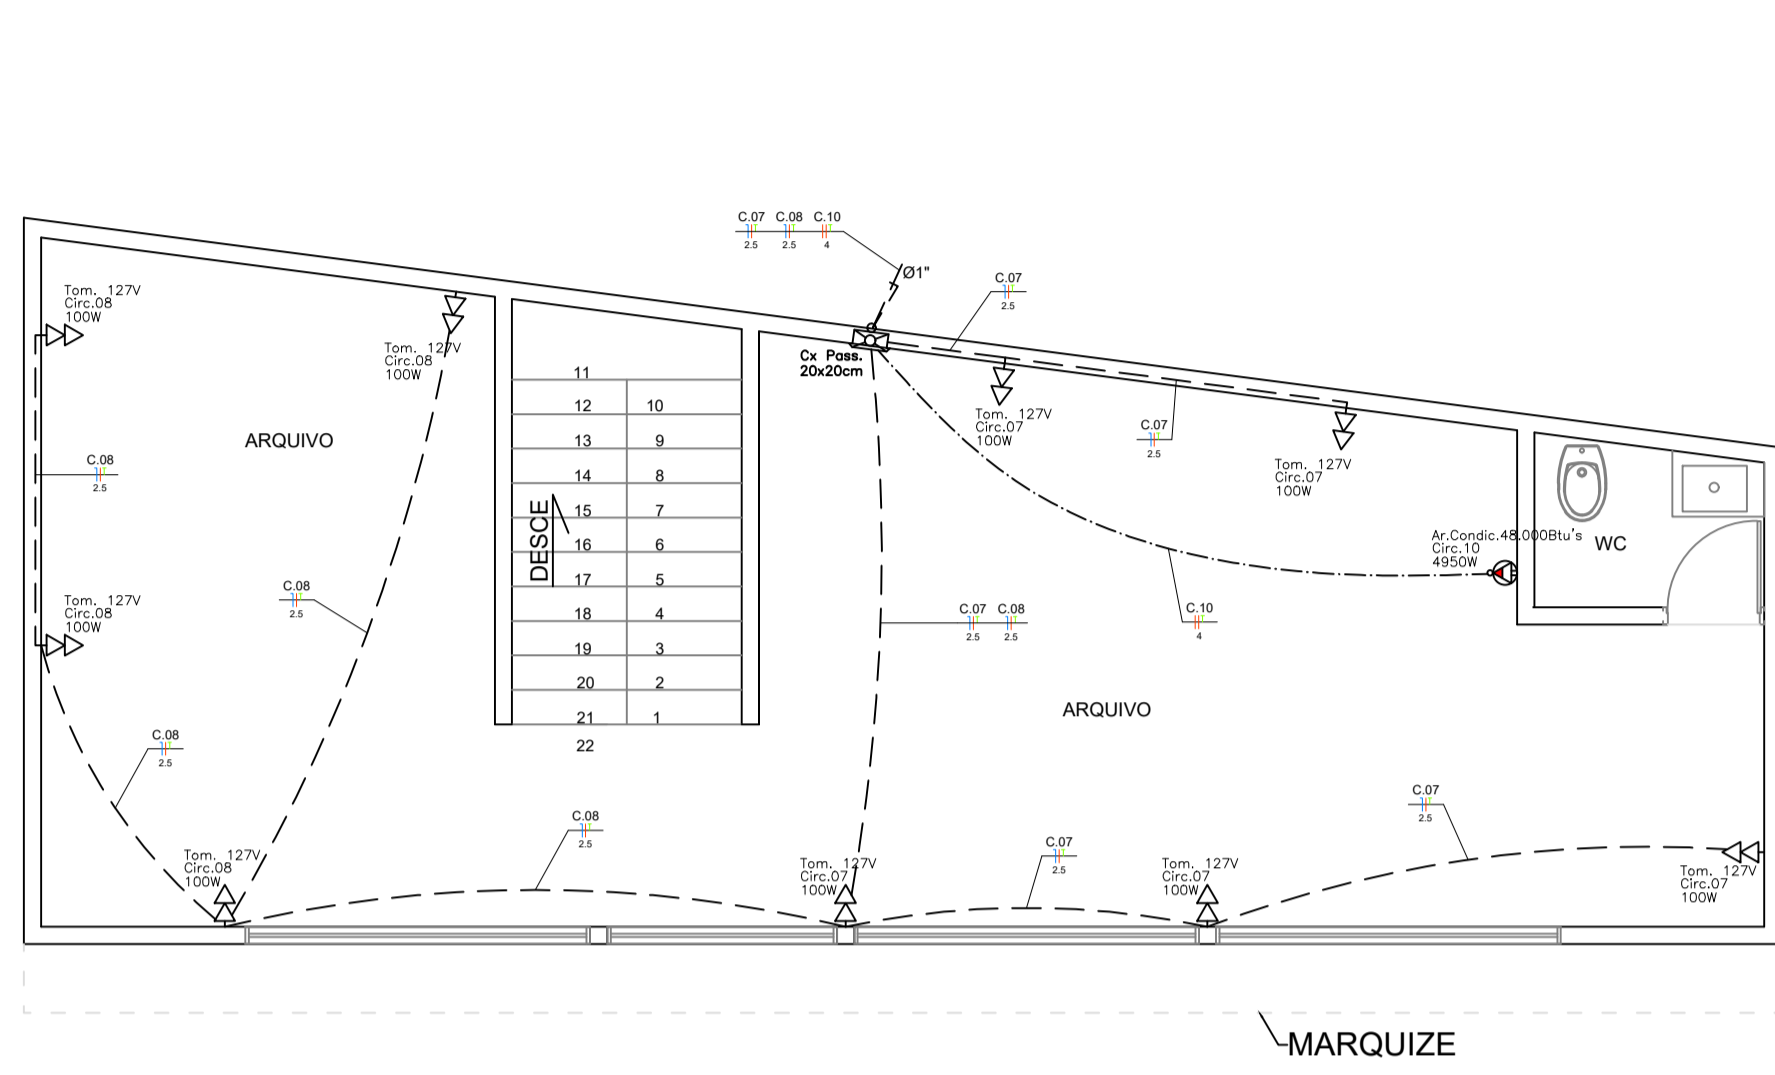 C.07 C.08 C.10
2.5 2.5 4
Ø1"
C.07
2.5
Tom. 127V
Circ.08
100W
Tom. 127V
Circ.08
100W
Cx Pass.
20x20cm
Tom. 127V
Circ.07
100W
C.07
2.5
Tom. 127V
Circ.07
100W
ARQUIVO
C.08
2.5
11
12 10
13 9
14 8
15 7
16 6
17 5
18 4
19 3
20 2
21 1
22
DESCE
Ar.Condic.48.000Btu's
Circ.10
4950W
WC
C.08
2.5
Tom. 127V
Circ.08
100W
C.07 C.08
2.5 2.5
C.10
4
ARQUIVO
C.08
2.5
C.08
2.5
C.07
2.5
C.07
2.5
Tom. 127V
Circ.08
100W
Tom. 127V
Circ.07
100W
Tom. 127V
Circ.07
100W
Tom. 127V
Circ.07
100W
MARQUIZE